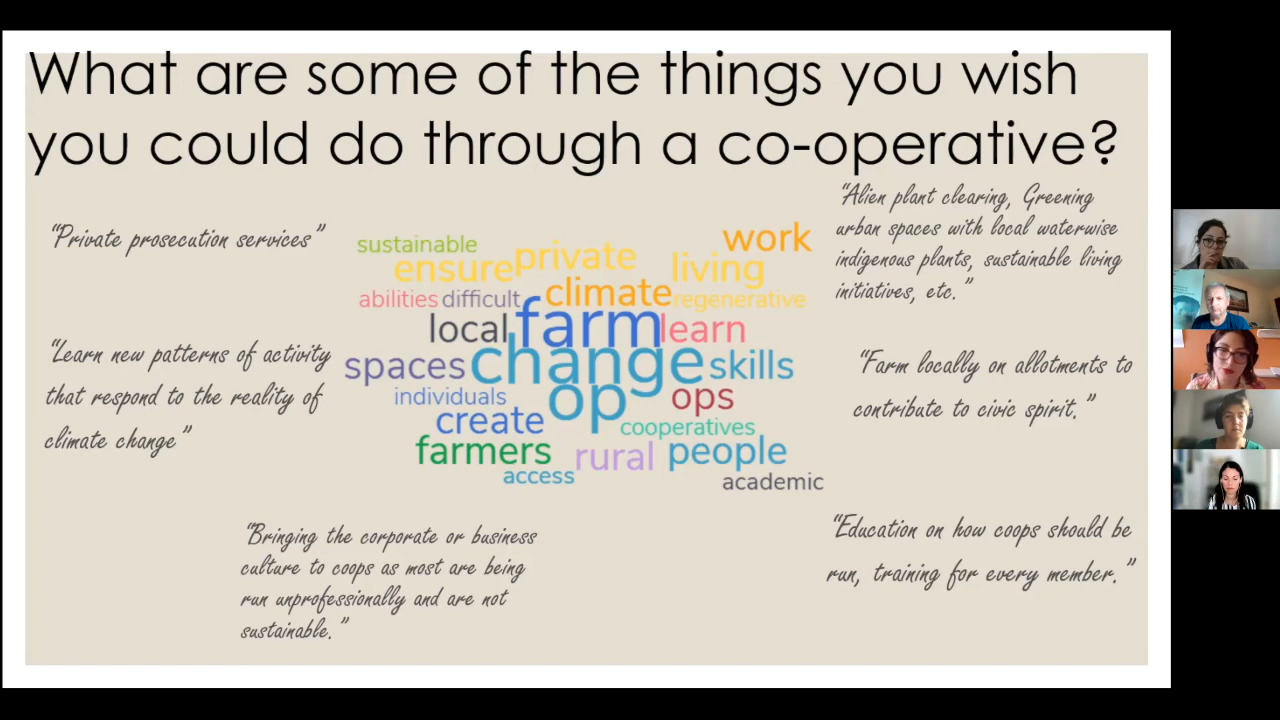 What are some of the things you wish
you could do through a co-operative?
“Private prosecution services”
“Learn new patterns of activity
that respond to the reality of
climate change”
sustainable
work
ensure
private
living
abilities
difficult
climate
regenerative
local
farm
learn
spaces
change
skills
individuals
op
ops
create
cooperatives
farmers
rural
people
access
academic
“Alien plant clearing, Greening
urban spaces with local waterwise
indigenous plants, sustainable living
initiatives, etc.”
“Farm locally on allotments to
contribute to civic spirit.”
“Bringing the corporate or business
culture to coops as most are being
run unprofessionally and are not
sustainable.”
“Education on how coops should be
run, training for every member.”